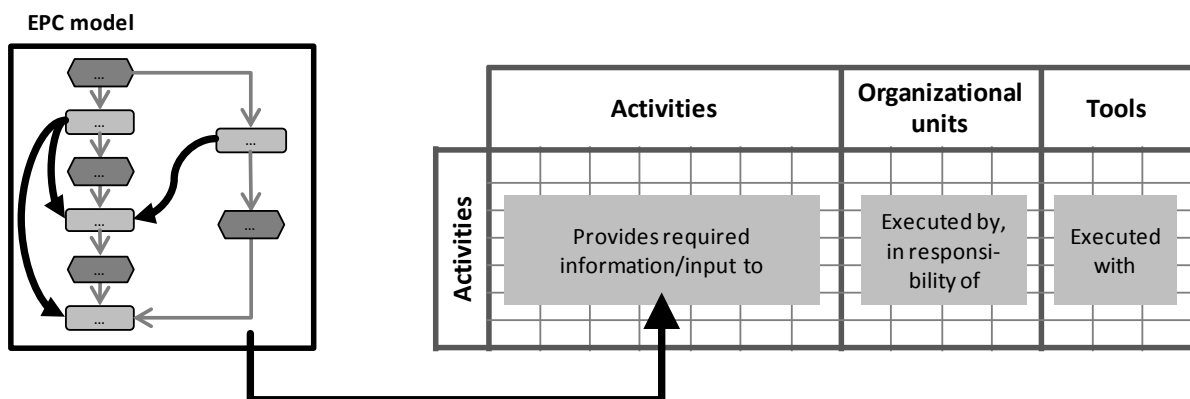 EPC model
...
...
...
...
...
...
...
...
Activities
Organizational
units
Tools
Activities
Provides required
information/input to
Executed by,
in responsi-
bility of
Executed
with